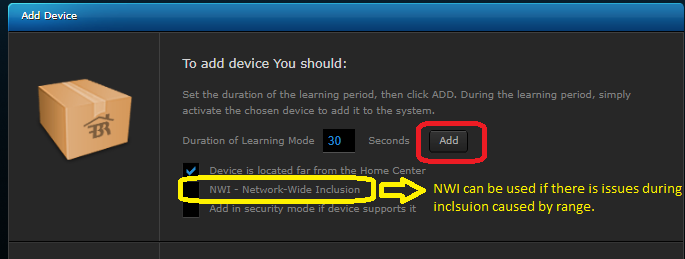 Add Device
To add device You should:
Set the duration of the learning period, then click ADD. During the learning period, simply
activate the chosen device to add it to the system.
Duration of Learning Mode 30 Seconds Add
Device is located far from the Home Center
NWI - Network-Wide Inclusion
Add in security mode if device supports it
NWI can be used if there is issues during
inclsuion caused by range.